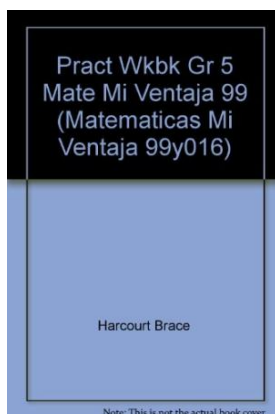 Pract Wkbk Gr 5
Mate Mi Ventaja 99
(Matematicas Mi
Ventaja 99y016)
Harcourt Brace
Note: This is not the actual book cover